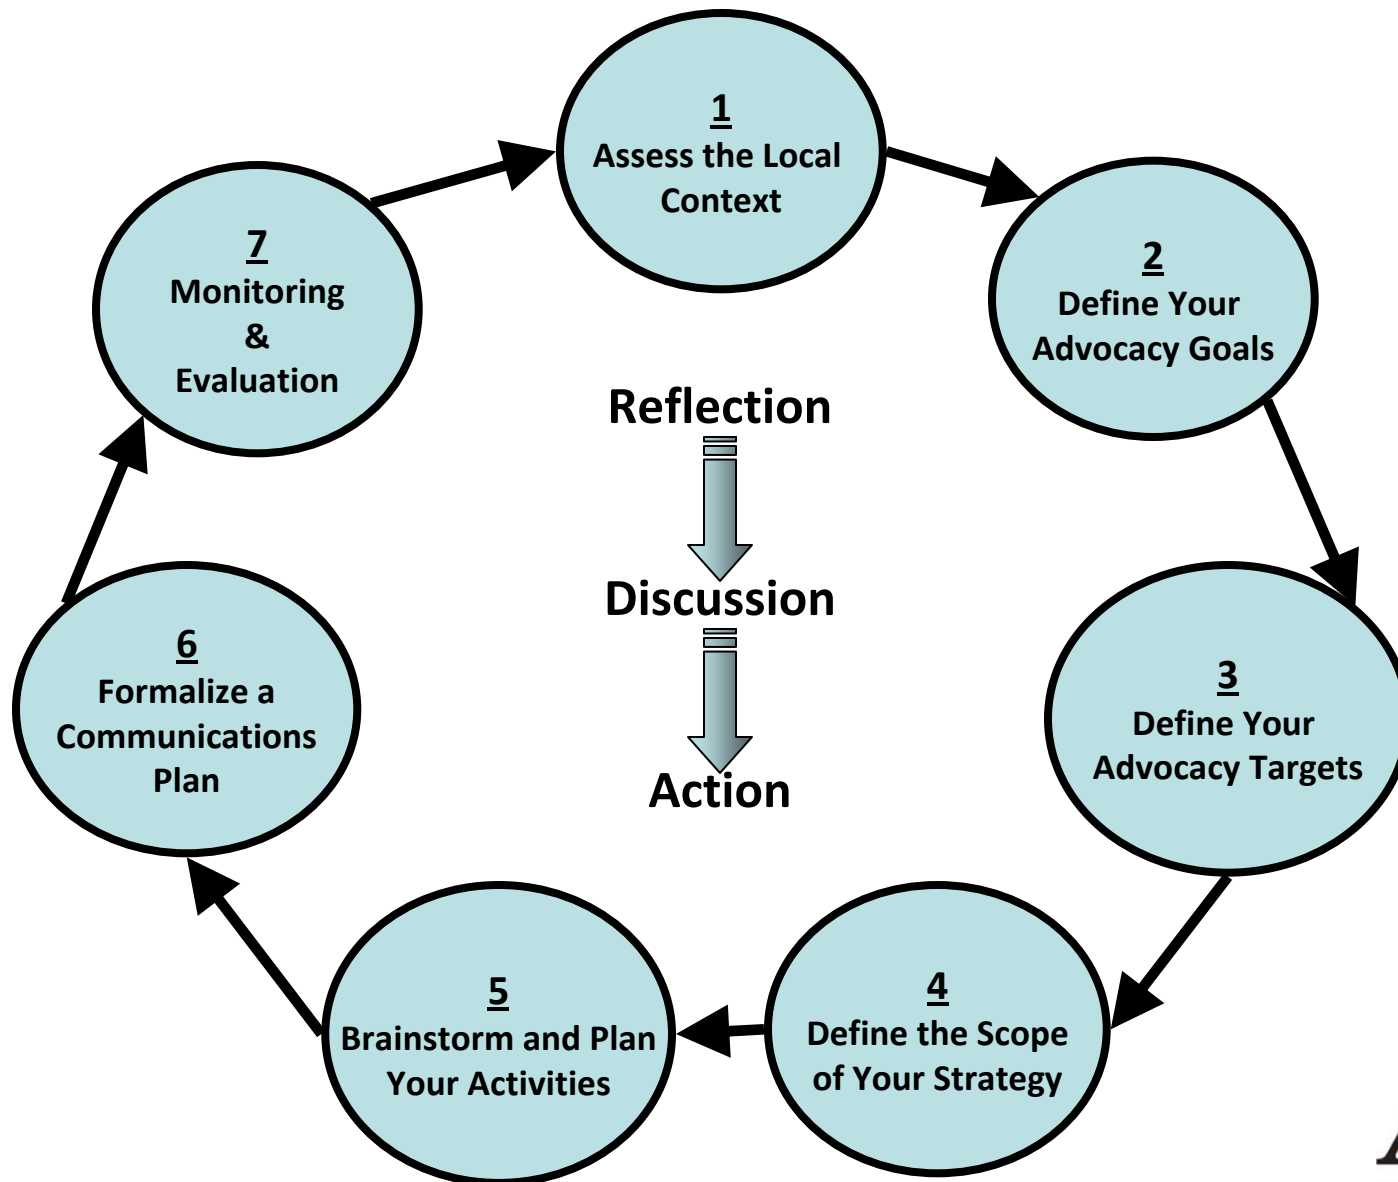 1
Assess the Local
Context
2
Define Your
Advocacy Goals
3
Define Your
Advocacy Targets
4
Define the Scope
of Your Strategy
5
Brainstorm and Plan
Your Activities
6
Formalize a
Communications
Plan
7
Monitoring
&
Evaluation
Reflection
Discussion
Action